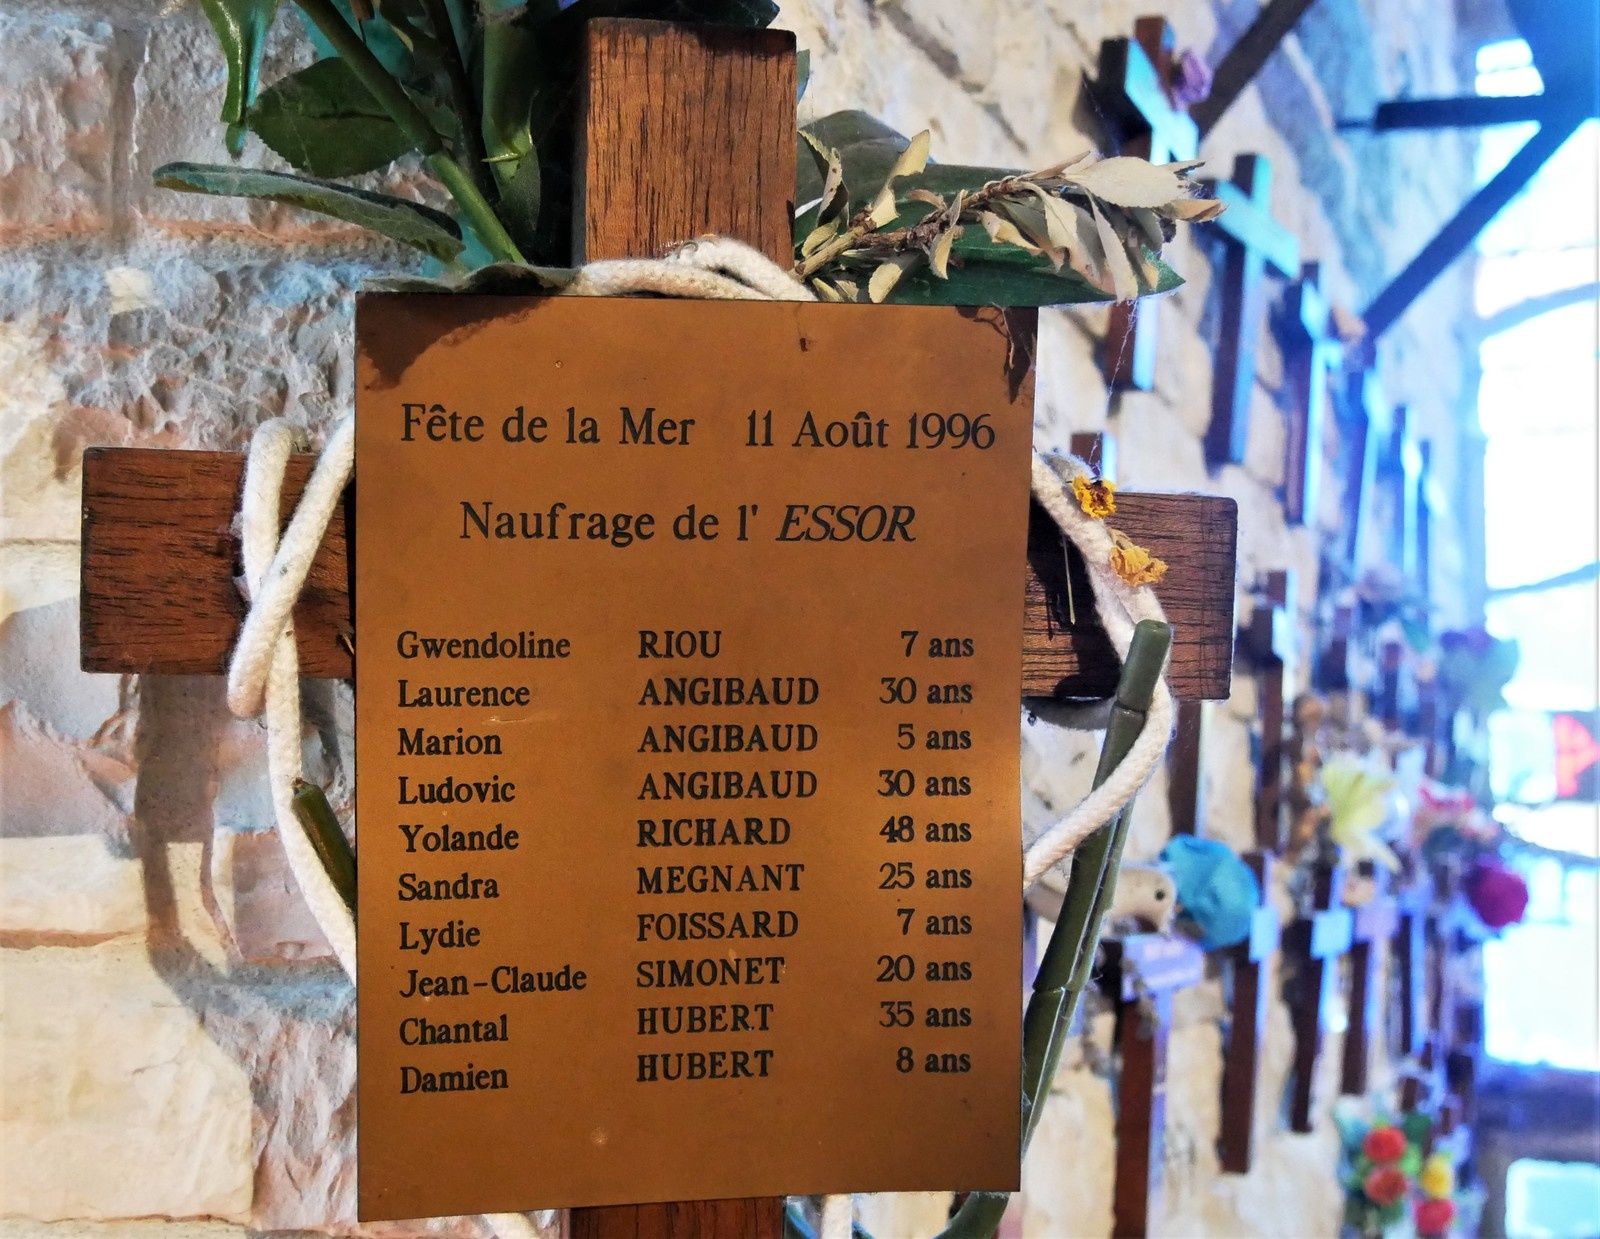 Fête de la Mer 11 Août 1996
Naufrage de l' ESSOR
Gwendoline RIOU 7 ans
Laurence ANGIBAUD 30 ans
Marion ANGIBAUD 5 ans
Ludovic ANGIBAUD 30 ans
Yolande RICHARD 48 ans
Sandra MEGNANT 25 ans
Lydie FOISSARD 7 ans
Jean-Claude SIMONET 20 ans
Chantal HUBERT 35 ans
Damien HUBERT 8 ans